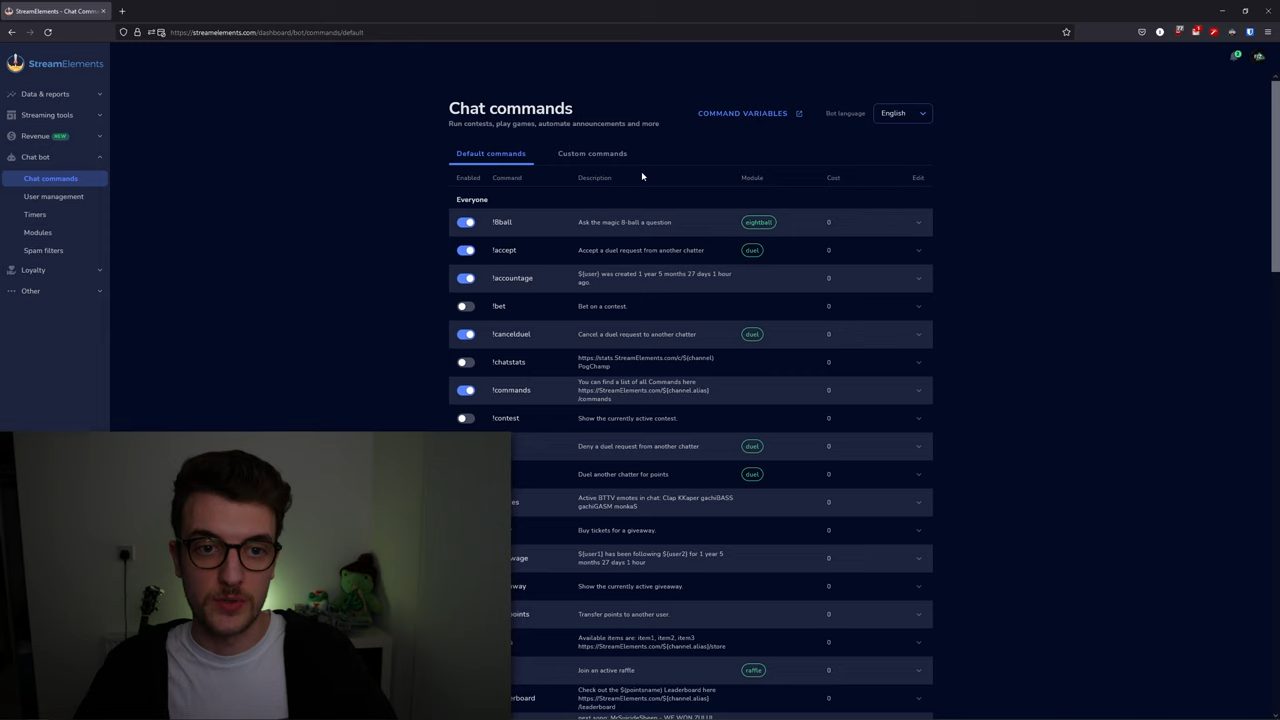 StreamElements - Chat Comma
https://streamelements.com/dashboard/bot/commands/default
StreamElements
Data & reports
Streaming tools
Revenue NEW
Chat bot
Chat commands
User management
Timers
Modules
Spam filters
Loyalty
Other
Chat commands
Run contests, play games, automate announcements and more
COMMAND VARIABLES
Bot language
English
Default commands
Custom commands
Enabled Command Description Module Cost Edit
Everyone
!8ball Ask the magic 8-ball a question eightball 0
!accept Accept a duel request from another chatter duel 0
!accountage ${user} was created 1 year 5 months 27 days 1 hour 0
ago.
!bet Bet on a contest. 0
!cancelduel Cancel a duel request to another chatter duel 0
!chatstats https://stats.StreamElements.com/c/${channel} 0
PogChamp
!commands You can find a list of all Commands here 0
https://StreamElements.com/${channel.alias}
/commands
!contest Show the currently active contest. 0
Deny a duel request from another chatter duel 0
Duel another chatter for points duel 0
es Active BTTV emotes in chat: Clap KKaper gachiBASS 0
gachiGASM monkaS
Buy tickets for a giveaway. 0
wage ${user1} has been following ${user2} for 1 year 5 0
months 27 days 1 hour
way Show the currently active giveaway. 0
points Transfer points to another user. 0
Available items are: item1, item2, item3 0
https://StreamElements.com/${channel.alias}/store
Join an active raffle raffle 0
erboard Check out the ${pointsname} Leaderboard here 0
https://StreamElements.com/${channel.alias}
/leaderboard